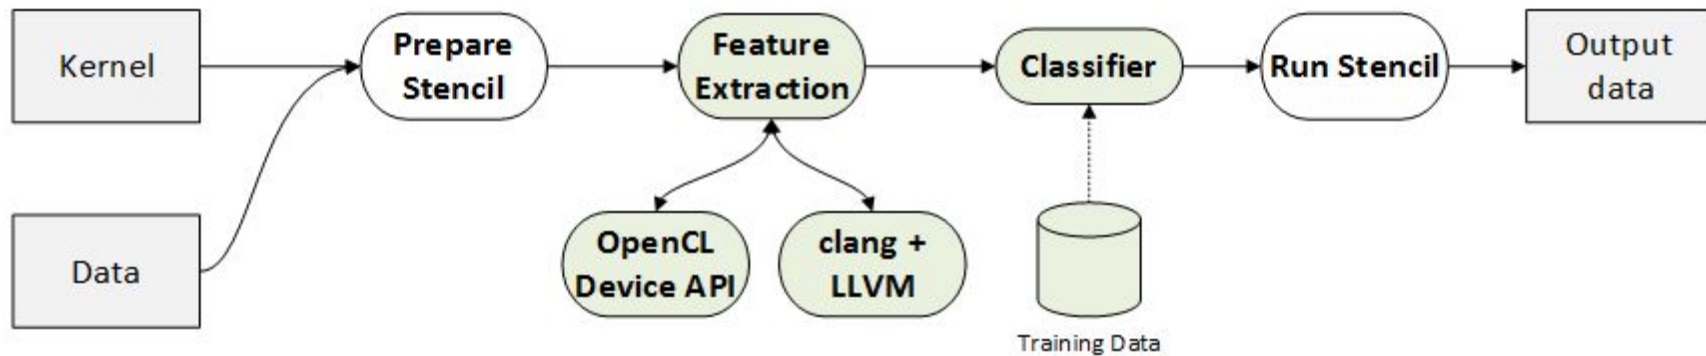 Kernel
Prepare
Stencil
Feature
Extraction
Classifier
Run Stencil
Output
data
Data
OpenCL
Device API
clang +
LLVM
Training Data